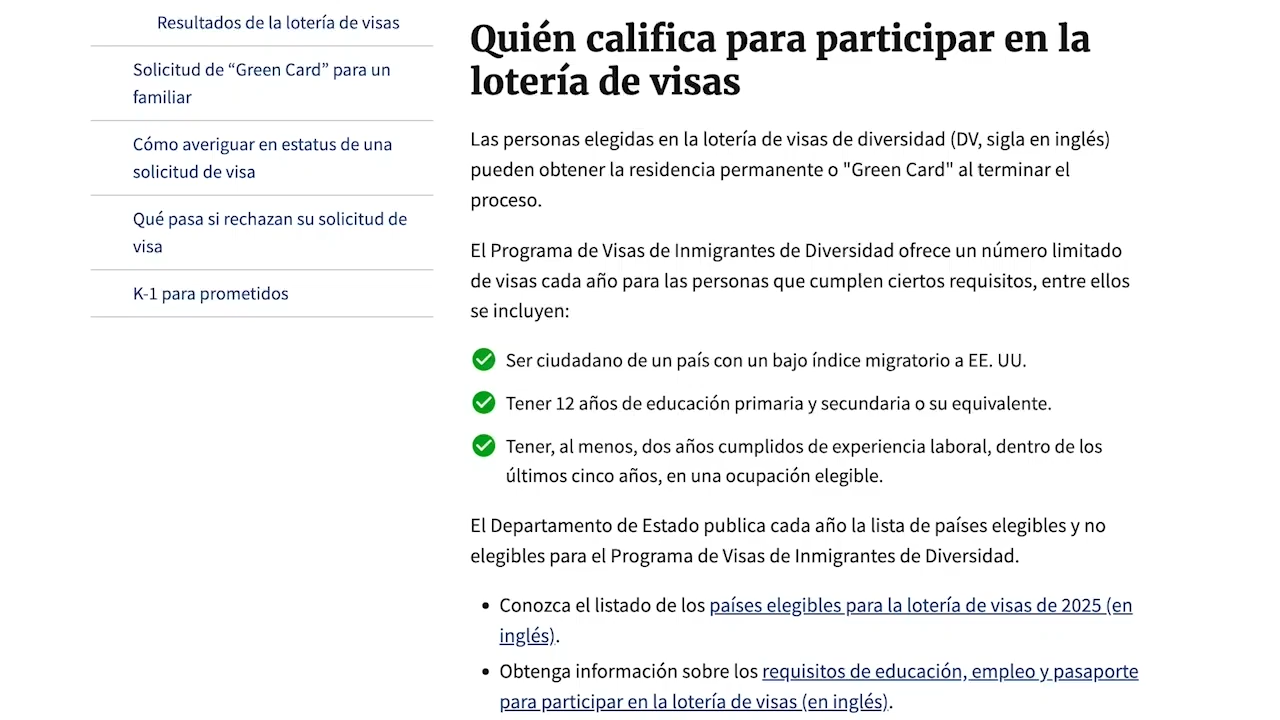 Resultados de la lotería de visas
Solicitud de “Green Card” para un
familiar
Cómo averiguar en estatus de una
solicitud de visa
Qué pasa si rechazan su solicitud de
visa
K-1 para prometidos
Quién califica para participar en la
lotería de visas
Las personas elegidas en la lotería de visas de diversidad (DV, sigla en inglés)
pueden obtener la residencia permanente o "Green Card" al terminar el
proceso.
El Programa de Visas de Inmigrantes de Diversidad ofrece un número limitado
de visas cada año para las personas que cumplen ciertos requisitos, entre ellos
se incluyen:
Ser ciudadano de un país con un bajo índice migratorio a EE. UU.
Tener 12 años de educación primaria y secundaria o su equivalente.
Tener, al menos, dos años cumplidos de experiencia laboral, dentro de los
últimos cinco años, en una ocupación elegible.
El Departamento de Estado publica cada año la lista de países elegibles y no
elegibles para el Programa de Visas de Inmigrantes de Diversidad.
• Conozca el listado de los países elegibles para la lotería de visas de 2025 (en
inglés).
• Obtenga información sobre los requisitos de educación, empleo y pasaporte
para participar en la lotería de visas (en inglés).